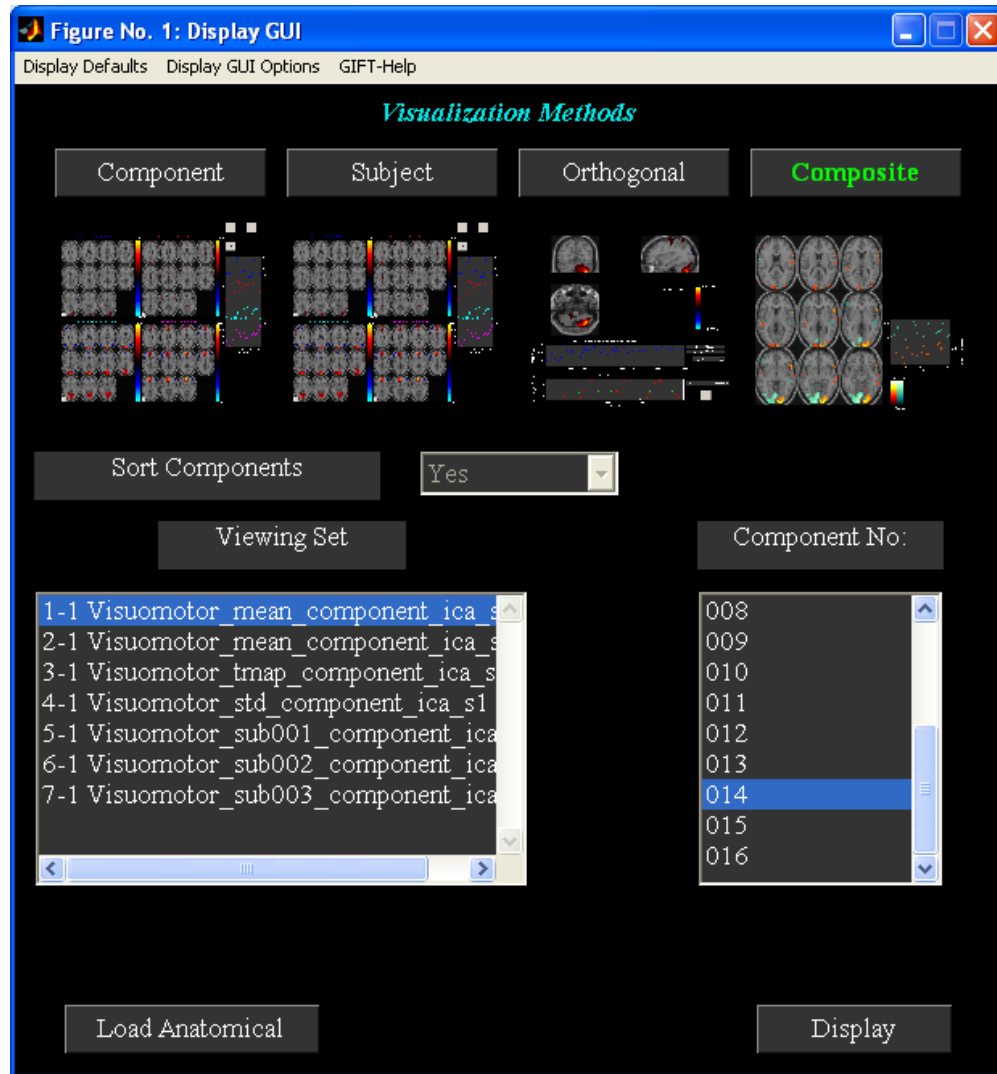 Figure No. 1: Display GUI
Display Defaults Display GUI Options GIFT-Help
Visualization Methods
Component Subject Orthogonal Composite
Sort Components Yes
Viewing Set Component No:
1-1 Visuomotor_mean_component_ica_s
2-1 Visuomotor_mean_component_ica_s
3-1 Visuomotor_tmap_component_ica_s
4-1 Visuomotor_std_component_ica_s1
5-1 Visuomotor_sub001_component_ica
6-1 Visuomotor_sub002_component_ica
7-1 Visuomotor_sub003_component_ica
008
009
010
011
012
013
014
015
016
Load Anatomical Display